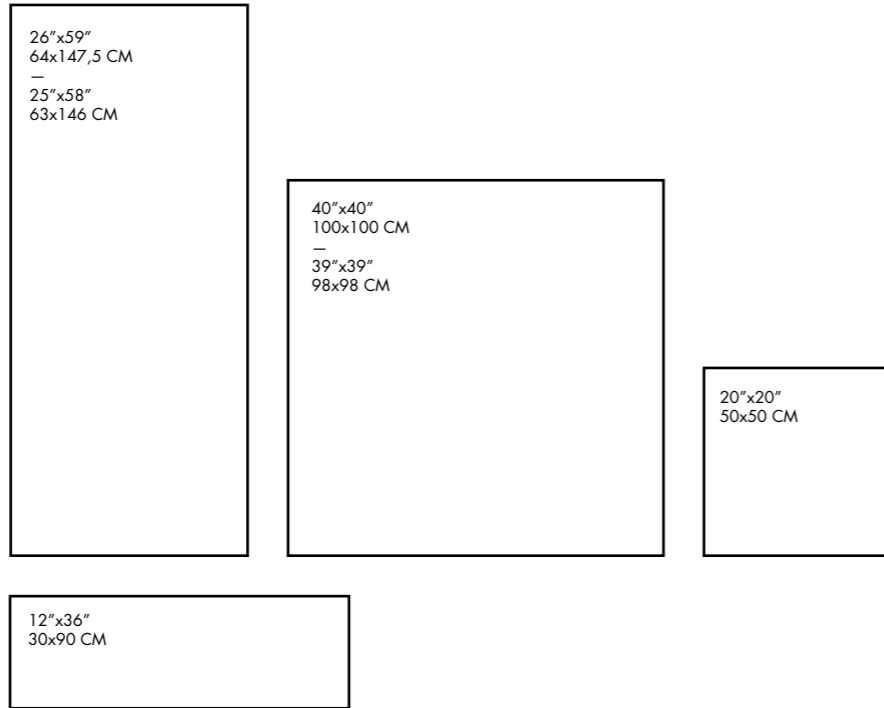 26″x59″
64x147,5 CM
—
25″x58″
63x146 CM
40″x40″
100x100 CM
—
39″x39″
98x98 CM
20″x20″
50x50 CM
12″x36″
30x90 CM